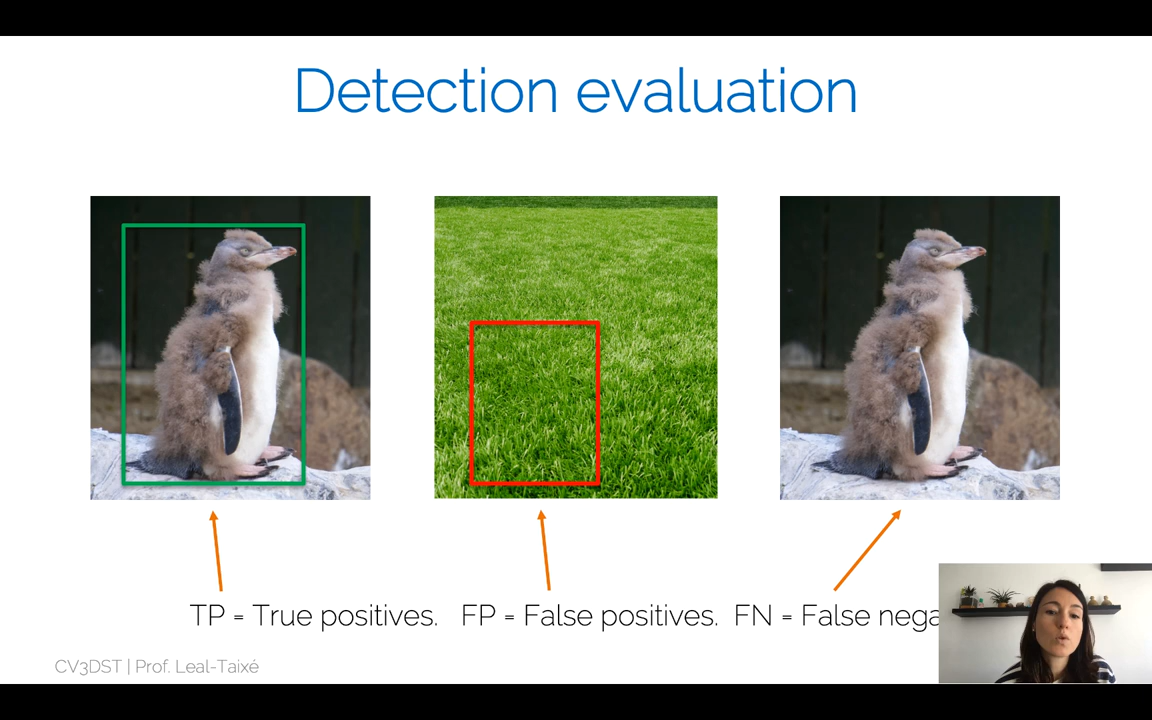 Detection evaluation
TP = True positives. FP = False positives. FN = False nega
CV3DST | Prof. Leal-Taixé